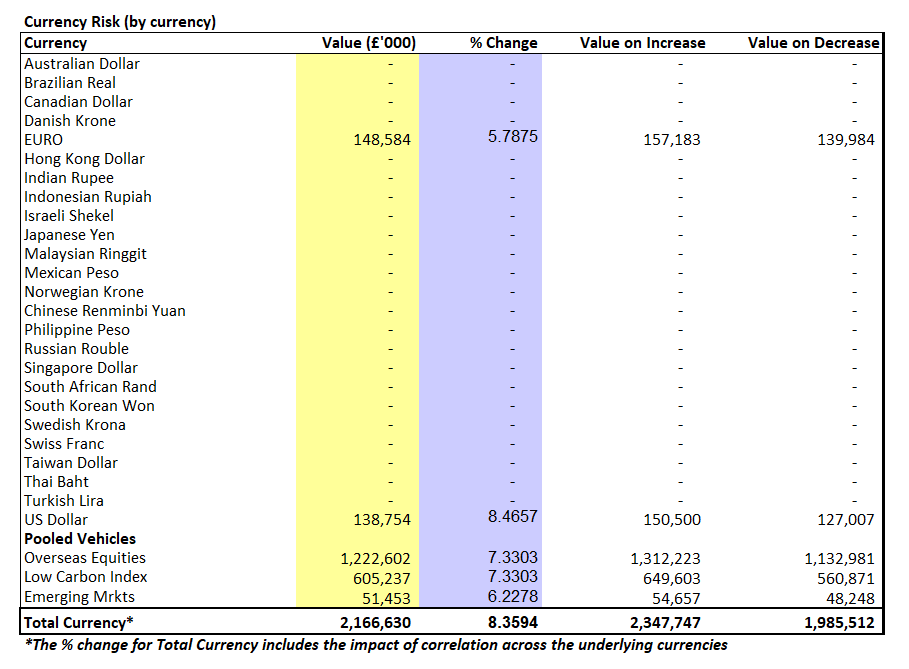 Currency Risk (by currency)
Currency Value (£'000) % Change Value on Increase Value on Decrease
Australian Dollar - - - -
Brazilian Real - - - -
Canadian Dollar - - - -
Danish Krone - - - -
EURO 148,584 5.7875 157,183 139,984
Hong Kong Dollar - - - -
Indian Rupee - - - -
Indonesian Rupiah - - - -
Israeli Shekel - - - -
Japanese Yen - - - -
Malaysian Ringgit - - - -
Mexican Peso - - - -
Norwegian Krone - - - -
Chinese Renminbi Yuan - - - -
Philippine Peso - - - -
Russian Rouble - - - -
Singapore Dollar - - - -
South African Rand - - - -
South Korean Won - - - -
Swedish Krona - - - -
Swiss Franc - - - -
Taiwan Dollar - - - -
Thai Baht - - - -
Turkish Lira - - - -
US Dollar 138,754 8.4657 150,500 127,007
Pooled Vehicles
Overseas Equities 1,222,602 7.3303 1,312,223 1,132,981
Low Carbon Index 605,237 7.3303 649,603 560,871
Emerging Mrkts 51,453 6.2278 54,657 48,248
Total Currency* 2,166,630 8.3594 2,347,747 1,985,512
*The % change for Total Currency includes the impact of correlation across the underlying currencies